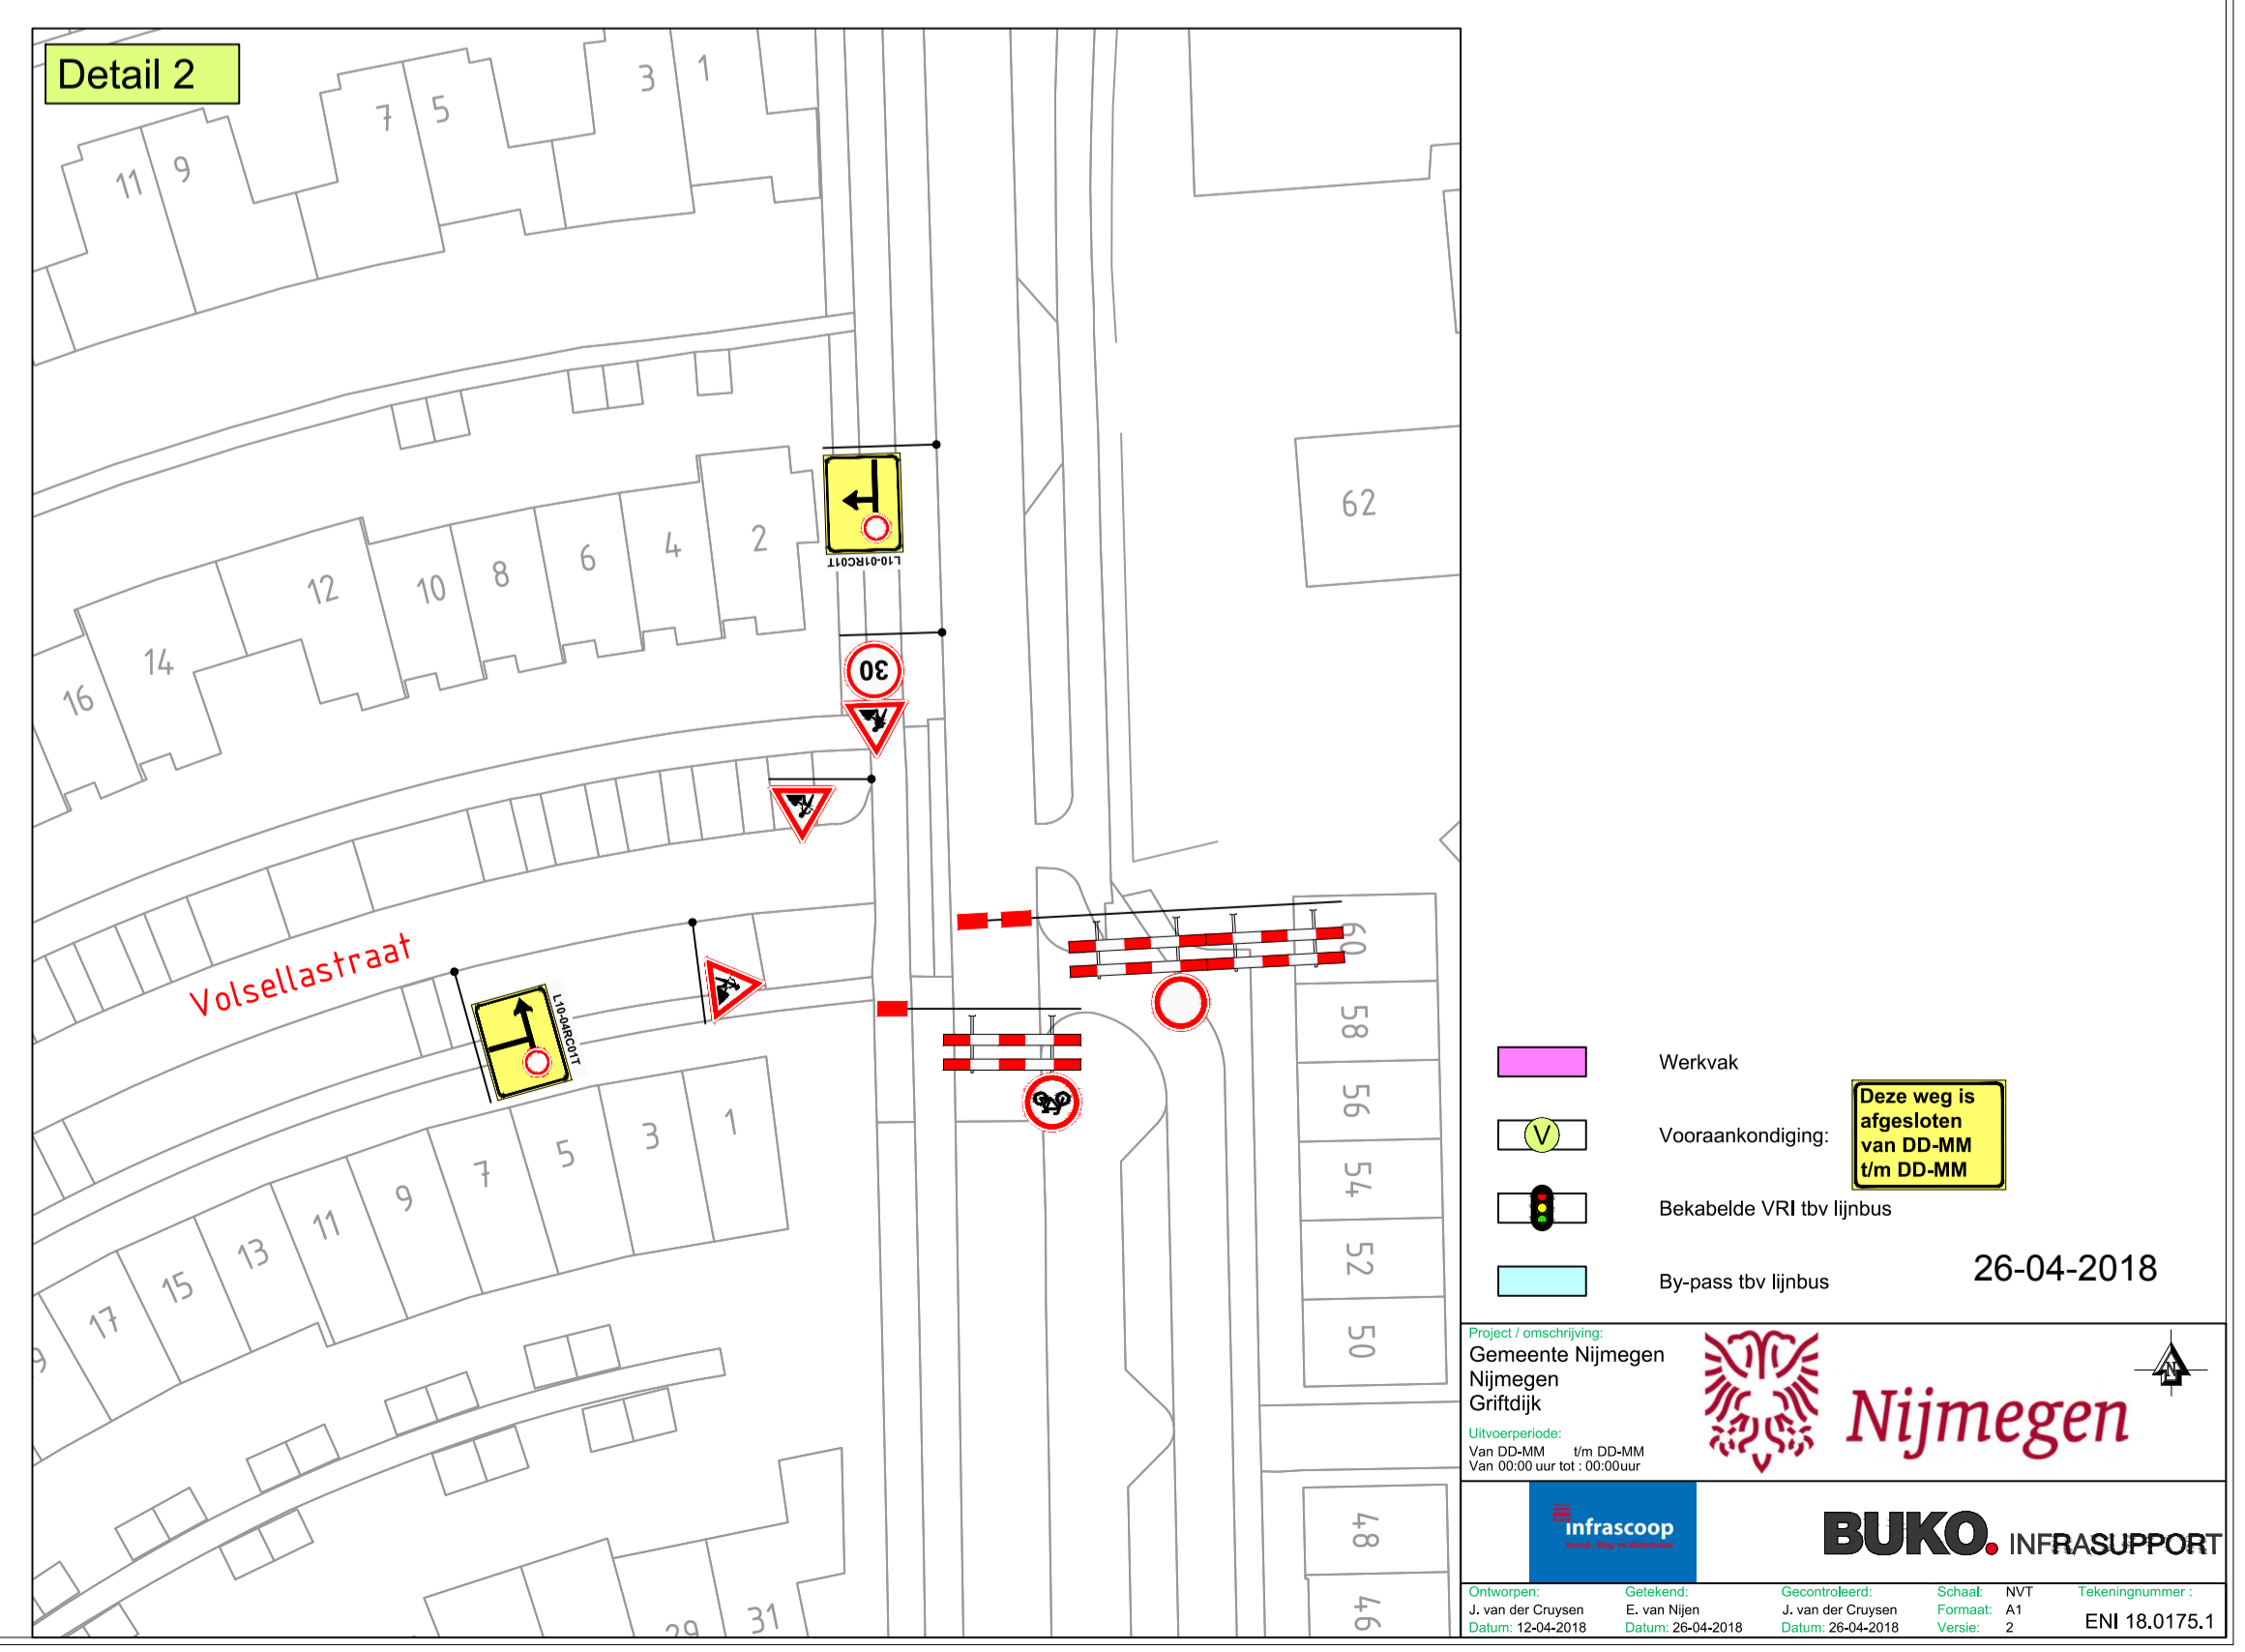 Detail 2
3
1
7
5
11
9
62
12
10
8
6
4
2
14
16
L10-01RC01T
30
Volsellastraat
L10-04RC01T
60
58
56
54
52
50
48
46
1
3
5
7
9
11
13
15
17
9
29
31
Werkvak
V
Vooraankondiging:
Deze weg is
afgesloten
van DD-MM
t/m DD-MM
Bekabelde VRI tbv lijnbus
By-pass tbv lijnbus
26-04-2018
Project / omschrijving:
Gemeente Nijmegen
Nijmegen
Griftdijk
Uitvoerperiode:
Van DD-MM t/m DD-MM
Van 00:00 uur tot : 00:00uur
Nijmegen
N
infrascoop
BUKO. INFRASUPPORT
Ontworpen: Getekend: Gecontroleerd: Schaal: NVT Tekeningnummer :
J. van der Cruysen E. van Nijen J. van der Cruysen Formaat: A1 ENI 18.0175.1
Datum: 12-04-2018 Datum: 26-04-2018 Datum: 26-04-2018 Versie: 2